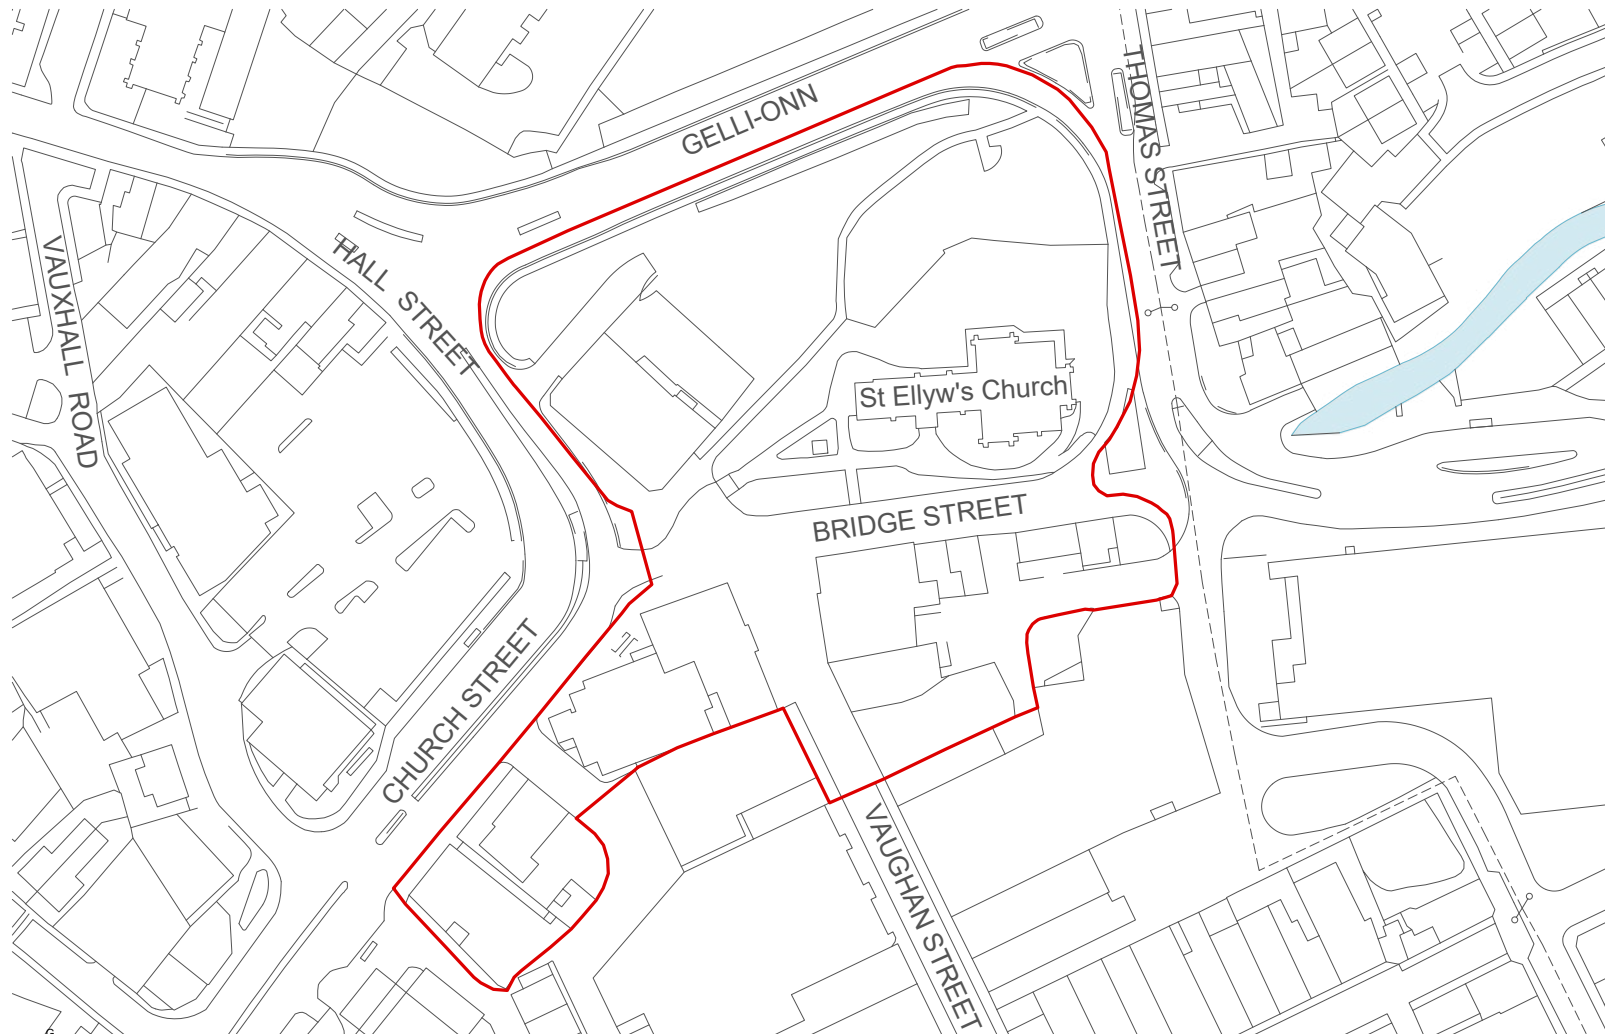 GELLI-ONN
THOMAS STREET
HALL STREET
VAUXHALL ROAD
St Ellyw's Church
BRIDGE STREET
CHURCH STREET
VAUGHAN STREET